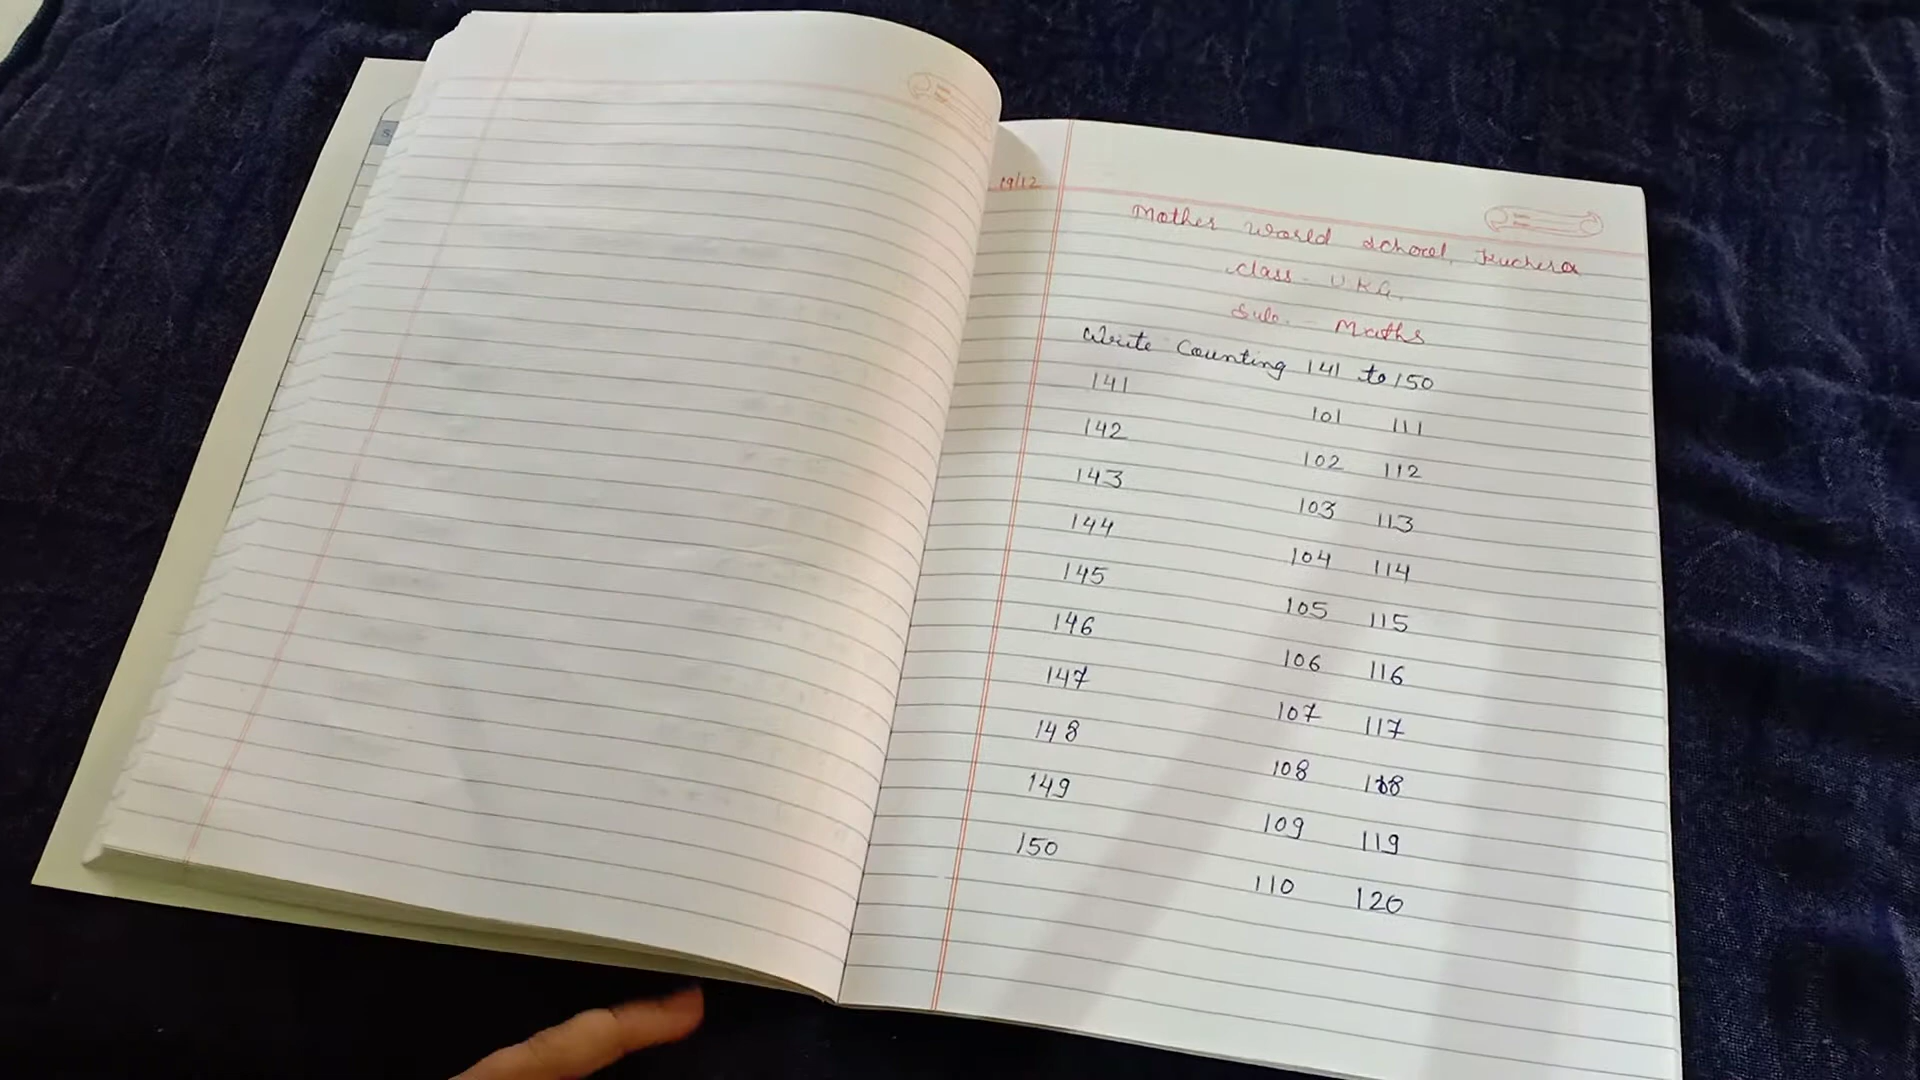 19/12
Mother World School, Kuchera
Class - U.K.G.
Sub. - Maths
Write Counting 141 to 150
141 101 111
142 102 112
143 103 113
144 104 114
145 105 115
146 106 116
147 107 117
148 108 118
149 109 119
150 110 120